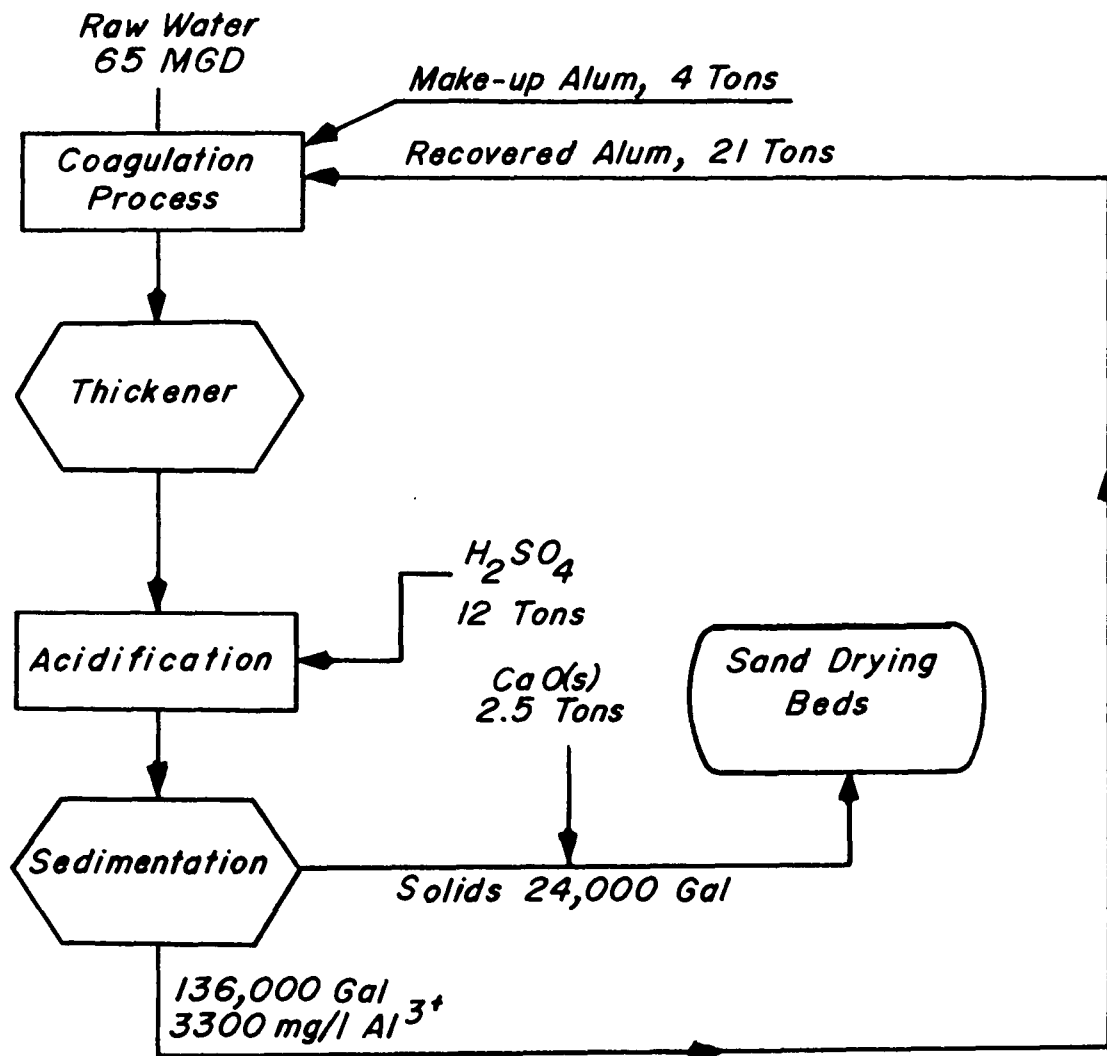 Raw Water
65 MGD
Make-up Alum, 4 Tons
Coagulation
Process
Recovered Alum, 21 Tons
Thickener
H2SO4
12 Tons
Acidification
CaO(s)
2.5 Tons
Sand Drying
Beds
Sedimentation
Solids 24,000 Gal
136,000 Gal
3300 mg/l Al3+